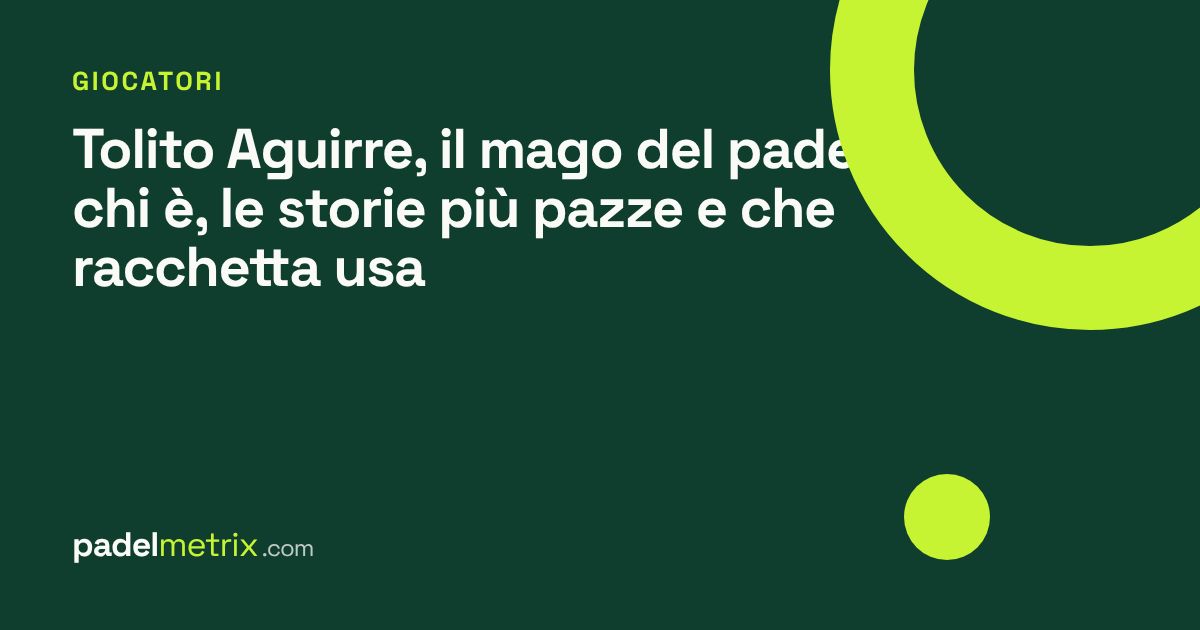 GIOCATORI
Tolito Aguirre, il mago del pade
chi è, le storie più pazze e che
racchetta usa
padelmetrix.com